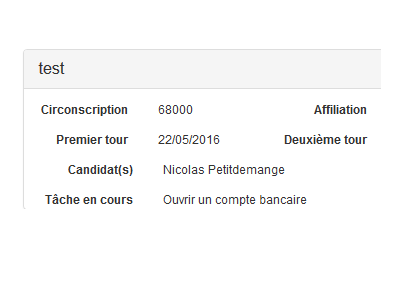 test
Circonscription 68000 Affiliation
Premier tour 22/05/2016 Deuxième tour
Candidat(s) Nicolas Petitdemange
Tâche en cours Ouvrir un compte bancaire